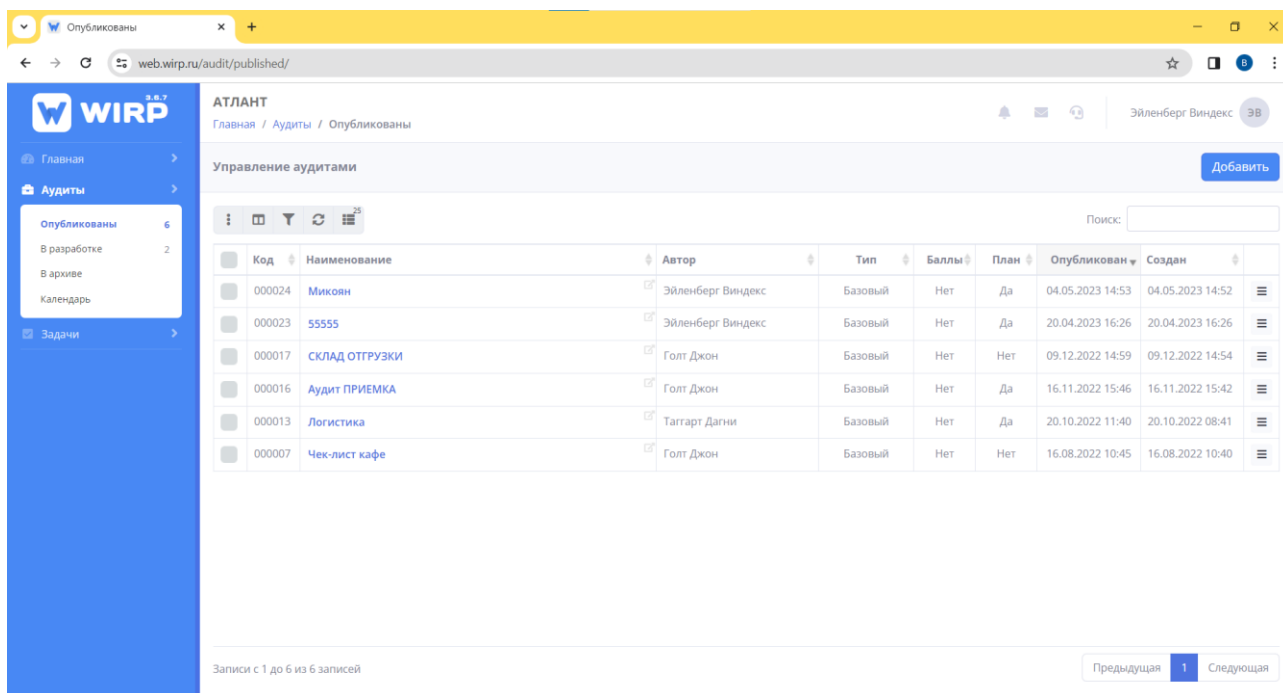 Опубликованы
web.wirp.ru/audit/published/
B
3.6.7
WIRP
АТЛАНТ
Главная / Аудиты / Опубликованы
Эйленберг Виндекс ЭВ
Главная
Аудиты
Опубликованы 6
В разработке 2
В архиве
Календарь
Задачи
Управление аудитами
Добавить
25
Поиск:
Код Наименование Автор Тип Баллы План Опубликован Создан
000024 Микоян Эйленберг Виндекс Базовый Нет Да 04.05.2023 14:53 04.05.2023 14:52
000023 55555 Эйленберг Виндекс Базовый Нет Да 20.04.2023 16:26 20.04.2023 16:26
000017 СКЛАД ОТГРУЗКИ Голт Джон Базовый Нет Нет 09.12.2022 14:59 09.12.2022 14:54
000016 Аудит ПРИЕМКА Голт Джон Базовый Нет Да 16.11.2022 15:46 16.11.2022 15:42
000013 Логистика Таггарт Дагни Базовый Нет Да 20.10.2022 11:40 20.10.2022 08:41
000007 Чек-лист кафе Голт Джон Базовый Нет Нет 16.08.2022 10:45 16.08.2022 10:40
Записи с 1 до 6 из 6 записей
Предыдущая 1 Следующая